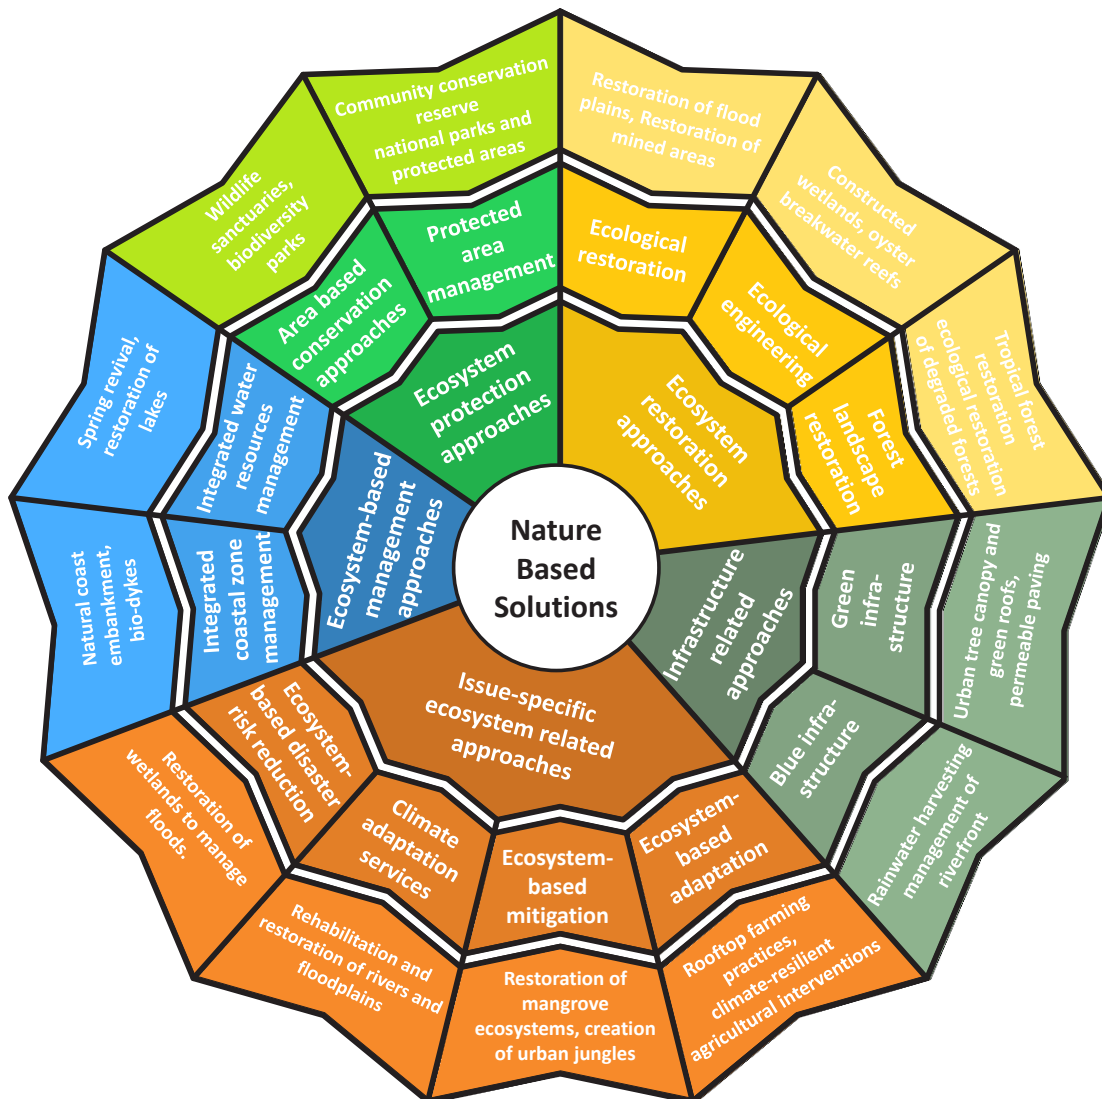 Nature
Based
Solutions
Ecosystem
restoration
approaches
Ecological
restoration
Restoration of flood
plains, Restoration of
mined areas
Ecological
engineering
Constructed
wetlands, oyster
breakwater reefs
Forest
landscape
restoration
Tropical forest
restoration
ecological restoration
of degraded forests
Infrastructure
related
approaches
Green
infra-
structure
Urban tree canopy and
green roofs,
permeable paving
Blue infra-
structure
Rainwater harvesting
management of
riverfront
Issue-specific
ecosystem related
approaches
Ecosystem-
based
adaptation
Rooftop farming
practices,
climate-resilient
agricultural interventions
Ecosystem-
based
mitigation
Restoration of
mangrove
ecosystems, creation
of urban jungles
Climate
adaptation
services
Rehabilitation and
restoration of rivers and
floodplains
Ecosystem-
based disaster
risk reduction
Restoration of
wetlands to manage
floods.
Ecosystem-based
management
approaches
Integrated
coastal zone
management
Natural coast
embankment,
bio-dykes
Integrated water
resources
management
Spring revival,
restoration of
lakes
Ecosystem
protection
approaches
Area based
conservation
approaches
Wildlife
sanctuaries,
biodiversity
parks
Protected
area
management
Community conservation
reserve
national parks and
protected areas